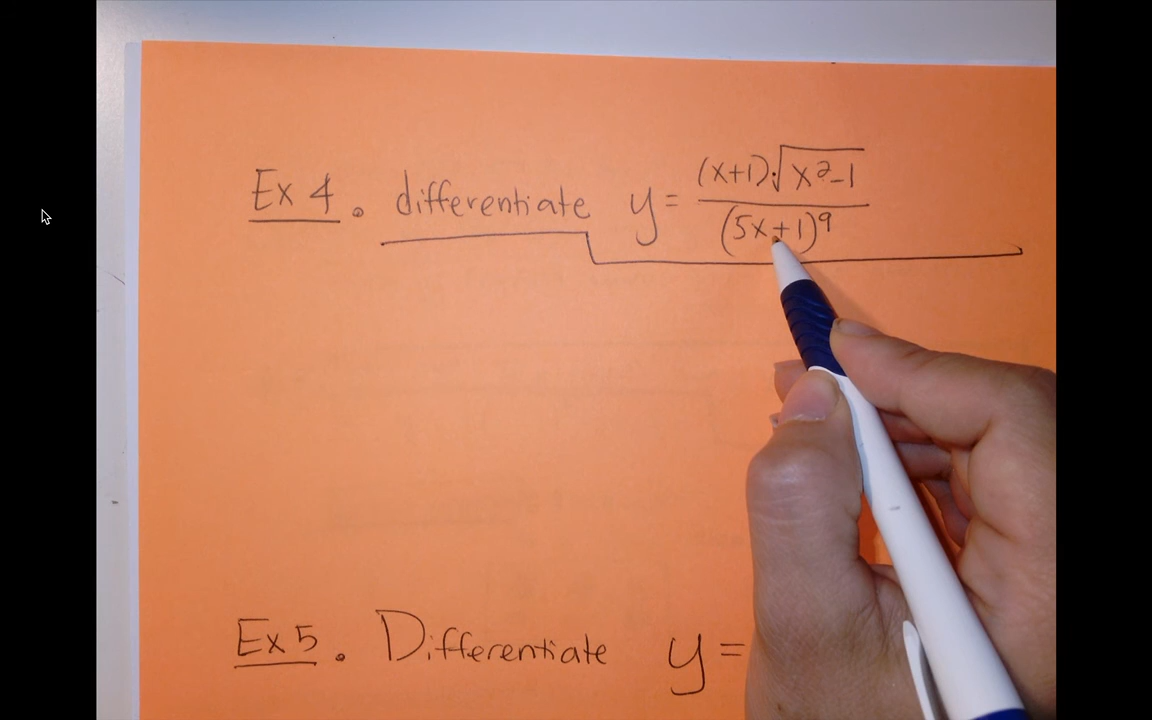 Ex 4. differentiate y = (x+1)·√(x²-1) / (5x+1)⁹
Ex 5. Differentiate y =